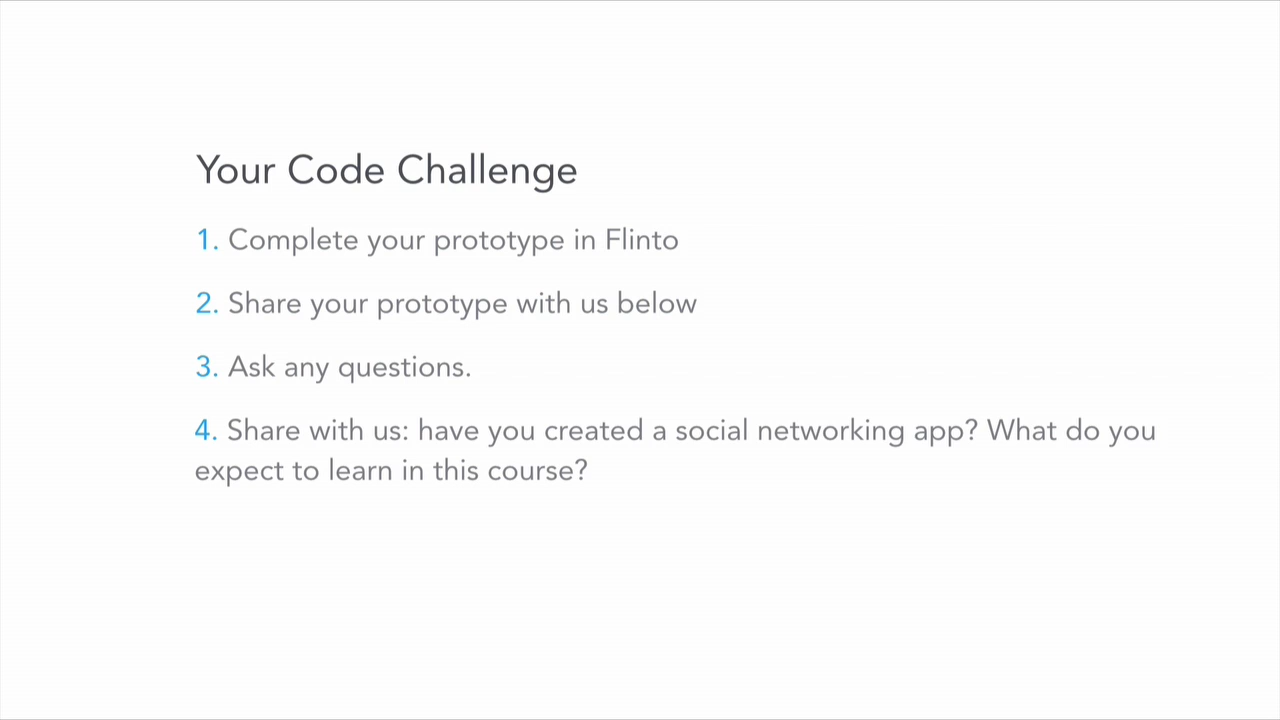 Your Code Challenge
1. Complete your prototype in Flinto
2. Share your prototype with us below
3. Ask any questions.
4. Share with us: have you created a social networking app? What do you
expect to learn in this course?